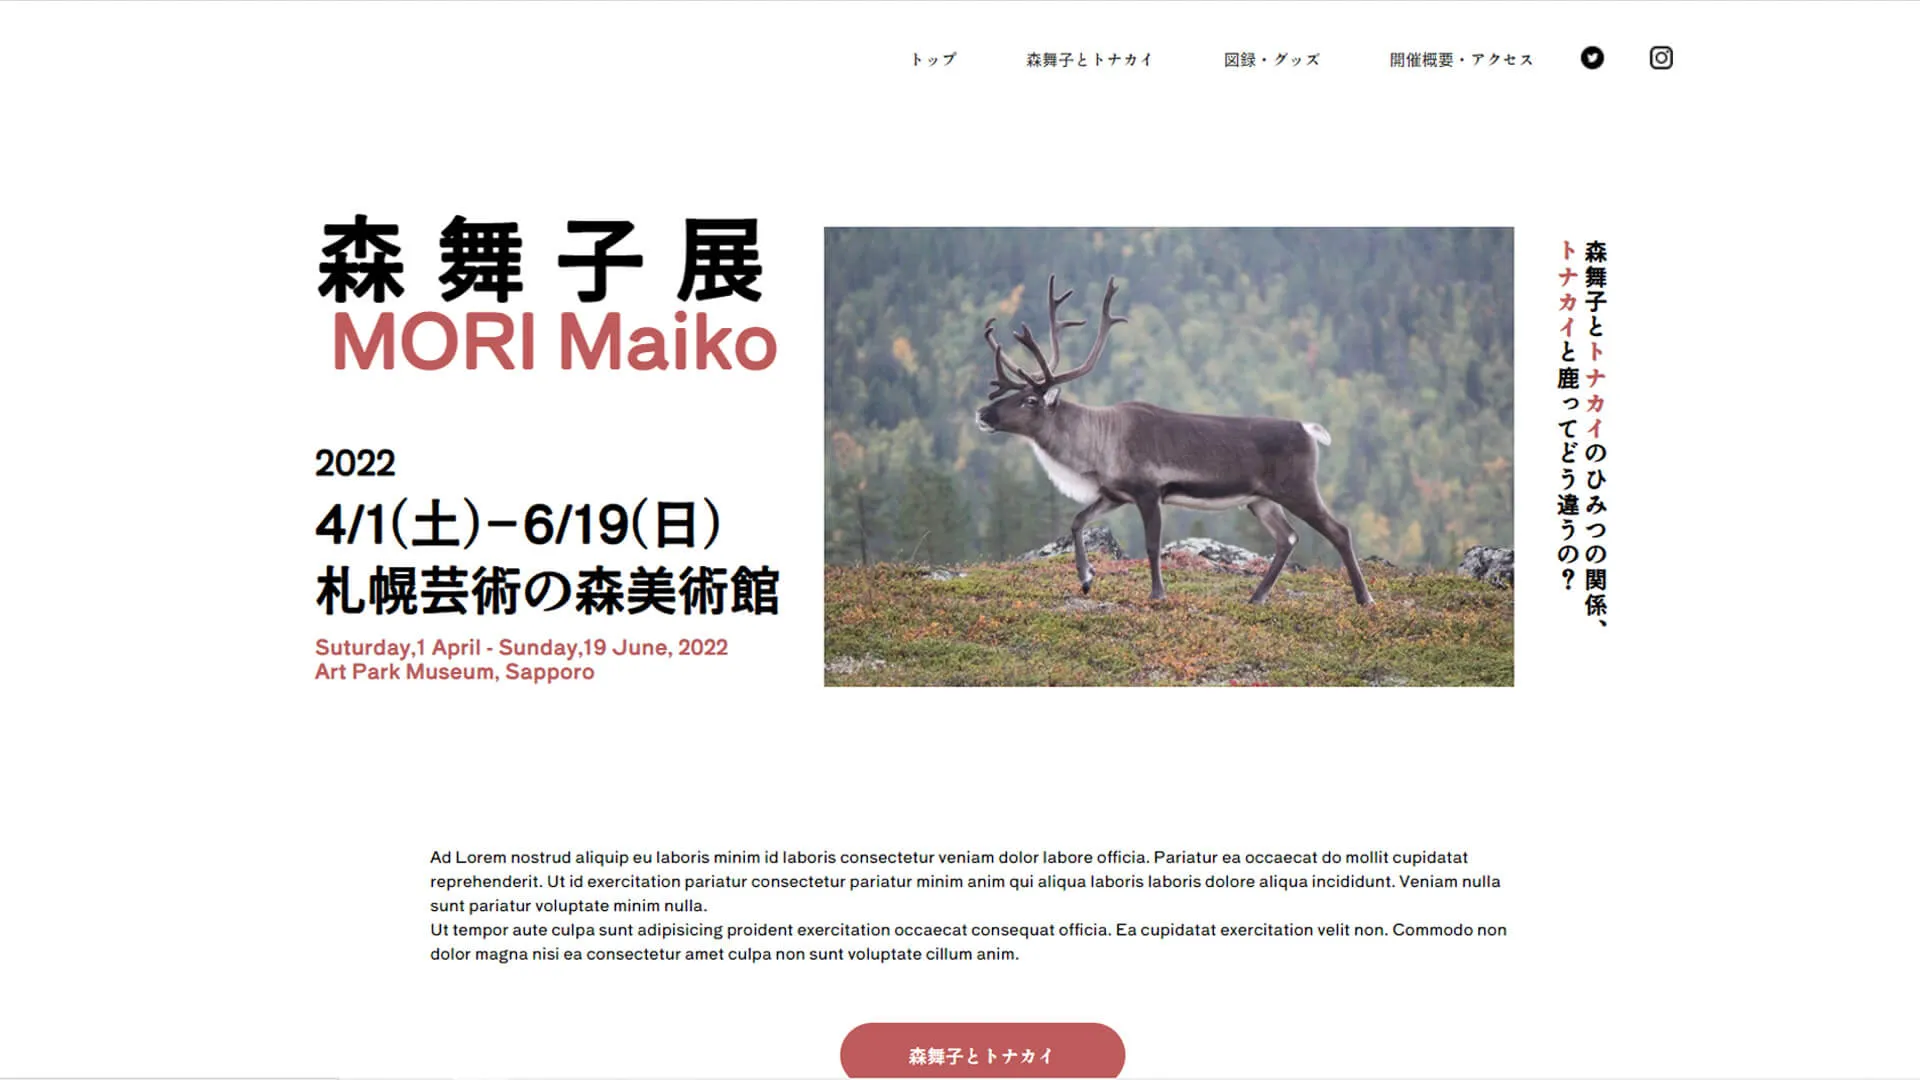 トップ
森舞子とトナカイ
図録・グッズ
開催概要・アクセス
森舞子展
MORI Maiko
2022
4/1(土)−6/19(日)
札幌芸術の森美術館
Suturday,1 April - Sunday,19 June, 2022
Art Park Museum, Sapporo
森舞子とトナカイのひみつの関係、
トナカイと鹿ってどう違うの？
Ad Lorem nostrud aliquip eu laboris minim id laboris consectetur veniam dolor labore officia. Pariatur ea occaecat do mollit cupidatat
reprehenderit. Ut id exercitation pariatur consectetur pariatur minim anim qui aliqua laboris laboris dolore aliqua incididunt. Veniam nulla
sunt pariatur voluptate minim nulla.
Ut tempor aute culpa sunt adipisicing proident exercitation occaecat consequat officia. Ea cupidatat exercitation velit non. Commodo non
dolor magna nisi ea consectetur amet culpa non sunt voluptate cillum anim.
森舞子とトナカイ